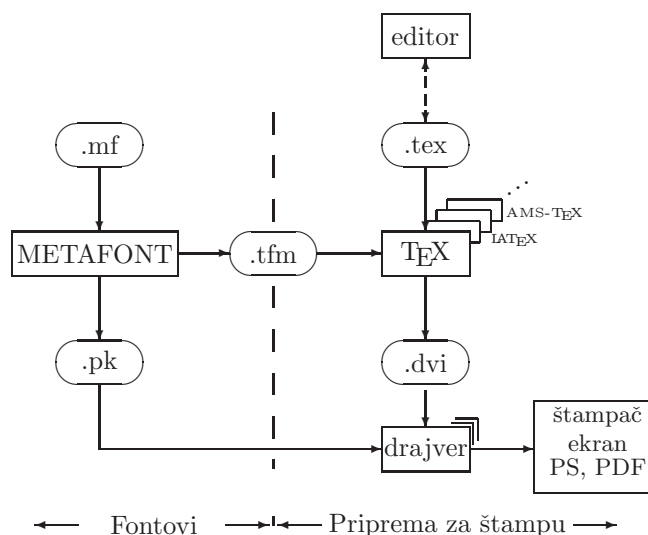 editor
.mf
.tex
AMS-TEX
LATEX
METAFONT
.tfm
TEX
.pk
.dvi
štampač
ekran
PS, PDF
drajver
Fontovi
Priprema za štampu